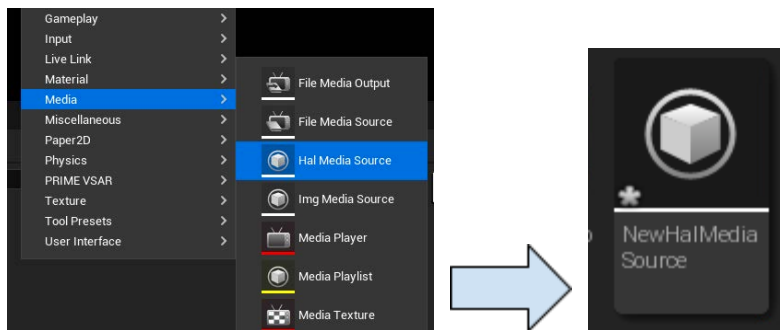 Gameplay
Input
Live Link
Material
Media
Miscellaneous
Paper2D
Physics
PRIME VSAR
Texture
Tool Presets
User Interface
File Media Output
File Media Source
Hal Media Source
Img Media Source
Media Player
Media Playlist
Media Texture
NewHalMedia
Source